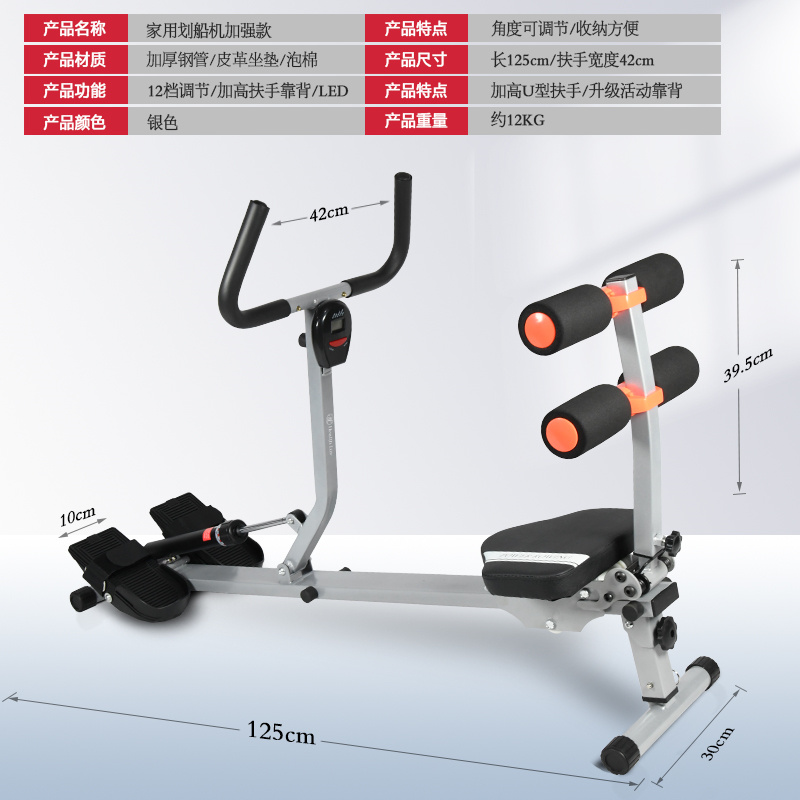 产品名称 家用划船机加强款 产品特点 角度可调节/收纳方便
产品材质 加厚钢管/皮革坐垫/泡棉 产品尺寸 长125cm/扶手宽度42cm
产品功能 12档调节/加高扶手靠背/LED 产品特点 加高U型扶手/升级活动靠背
产品颜色 银色 产品重量 约12KG
42cm
39.5cm
10cm
125cm
30cm